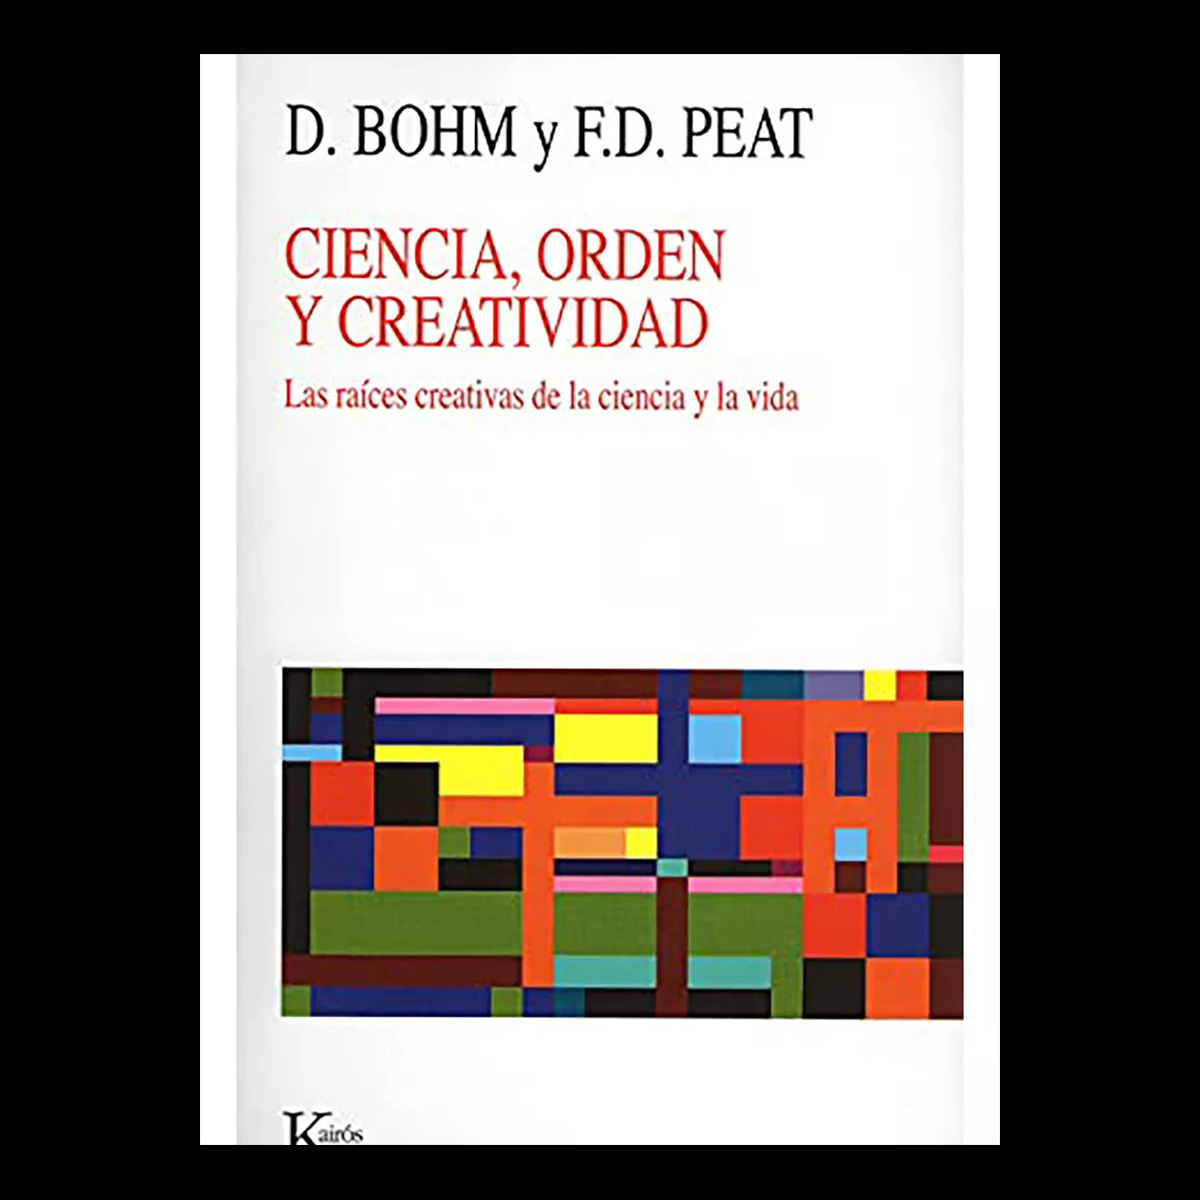 D. BOHM y F.D. PEAT
CIENCIA, ORDEN
Y CREATIVIDAD
Las raíces creativas de la ciencia y la vida
Kairós